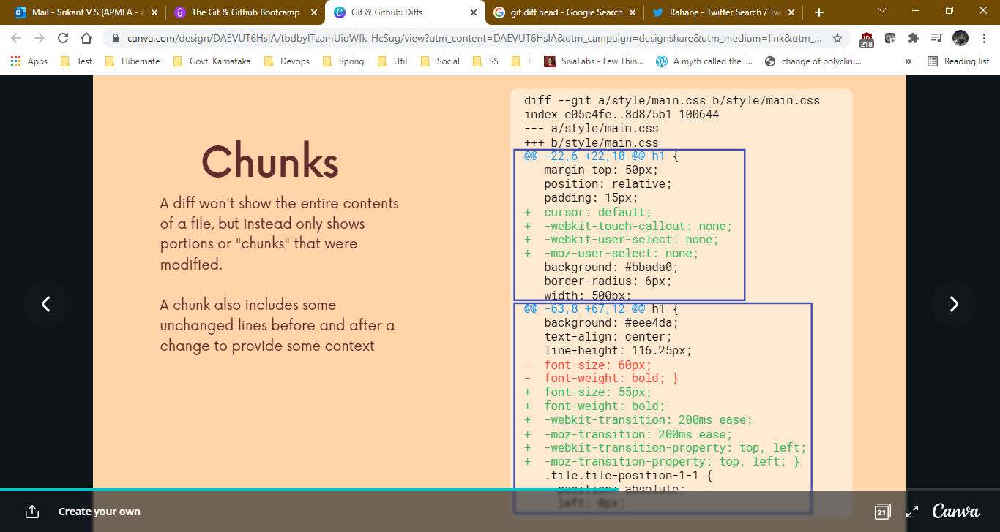 Mail - Srikant V S (APMEA - i
The Git & Github Bootcamp
Git & Github: Diffs
git diff head - Google Search
Rahane - Twitter Search / Tw
canva.com/design/DAEVUT6HsIA/tbdbyITzamUidWfk-HcSug/view?utm_content=DAEVUT6HsIA&utm_campaign=designshare&utm_medium=link&utm_...
218
Apps
Test
Hibernate
Govt. Karnataka
Devops
Spring
Util
Social
SS
F
SivaLabs - Few Thin...
A myth called the I...
change of polyclini...
»
Reading list
Chunks
A diff won't show the entire contents
of a file, but instead only shows
portions or "chunks" that were
modified.
A chunk also includes some
unchanged lines before and after a
change to provide some context
diff --git a/style/main.css b/style/main.css
index e05c4fe..8d875b1 100644
--- a/style/main.css
+++ b/style/main.css
@@ -22,6 +22,10 @@ h1 {
margin-top: 50px;
position: relative;
padding: 15px;
+ cursor: default;
+ -webkit-touch-callout: none;
+ -webkit-user-select: none;
+ -moz-user-select: none;
background: #bbada0;
border-radius: 6px;
width: 500px;
@@ -63,8 +67,12 @@ h1 {
background: #eee4da;
text-align: center;
line-height: 116.25px;
- font-size: 60px;
- font-weight: bold; }
+ font-size: 55px;
+ font-weight: bold;
+ -webkit-transition: 200ms ease;
+ -moz-transition: 200ms ease;
+ -webkit-transition-property: top, left;
+ -moz-transition-property: top, left; }
.tile.tile-position-1-1 {
position: absolute;
left: 0px;
Create your own
21
Canva